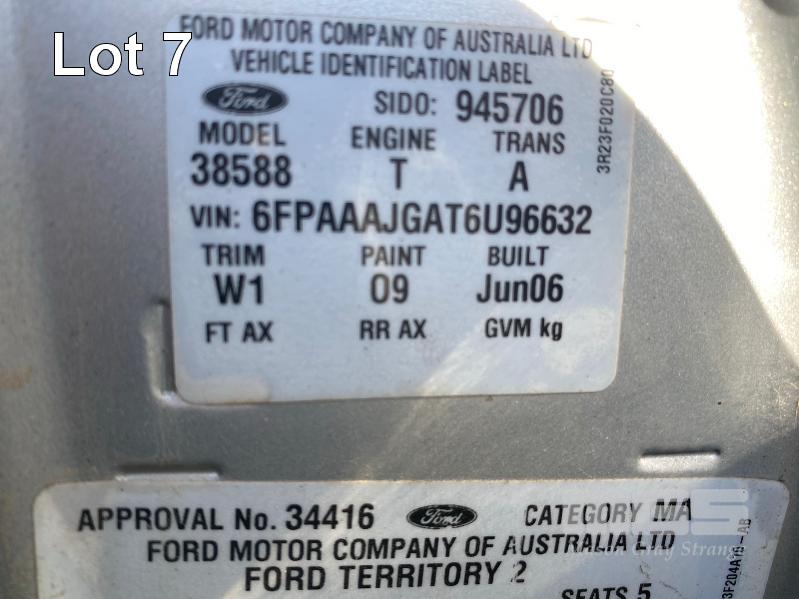 Lot 7
FORD MOTOR COMPANY OF AUSTRALIA LTD
VEHICLE IDENTIFICATION LABEL
Ford SIDO: 945706
MODEL ENGINE TRANS
38588 T A
VIN: 6FPAAAJGAT6U96632
TRIM PAINT BUILT
W1 09 Jun06
FT AX RR AX GVM kg
3R23F020C80
APPROVAL No. 34416 Ford CATEGORY MA
FORD MOTOR COMPANY OF AUSTRALIA LTD
FORD TERRITORY 2
SEATS 5
Gray Strange